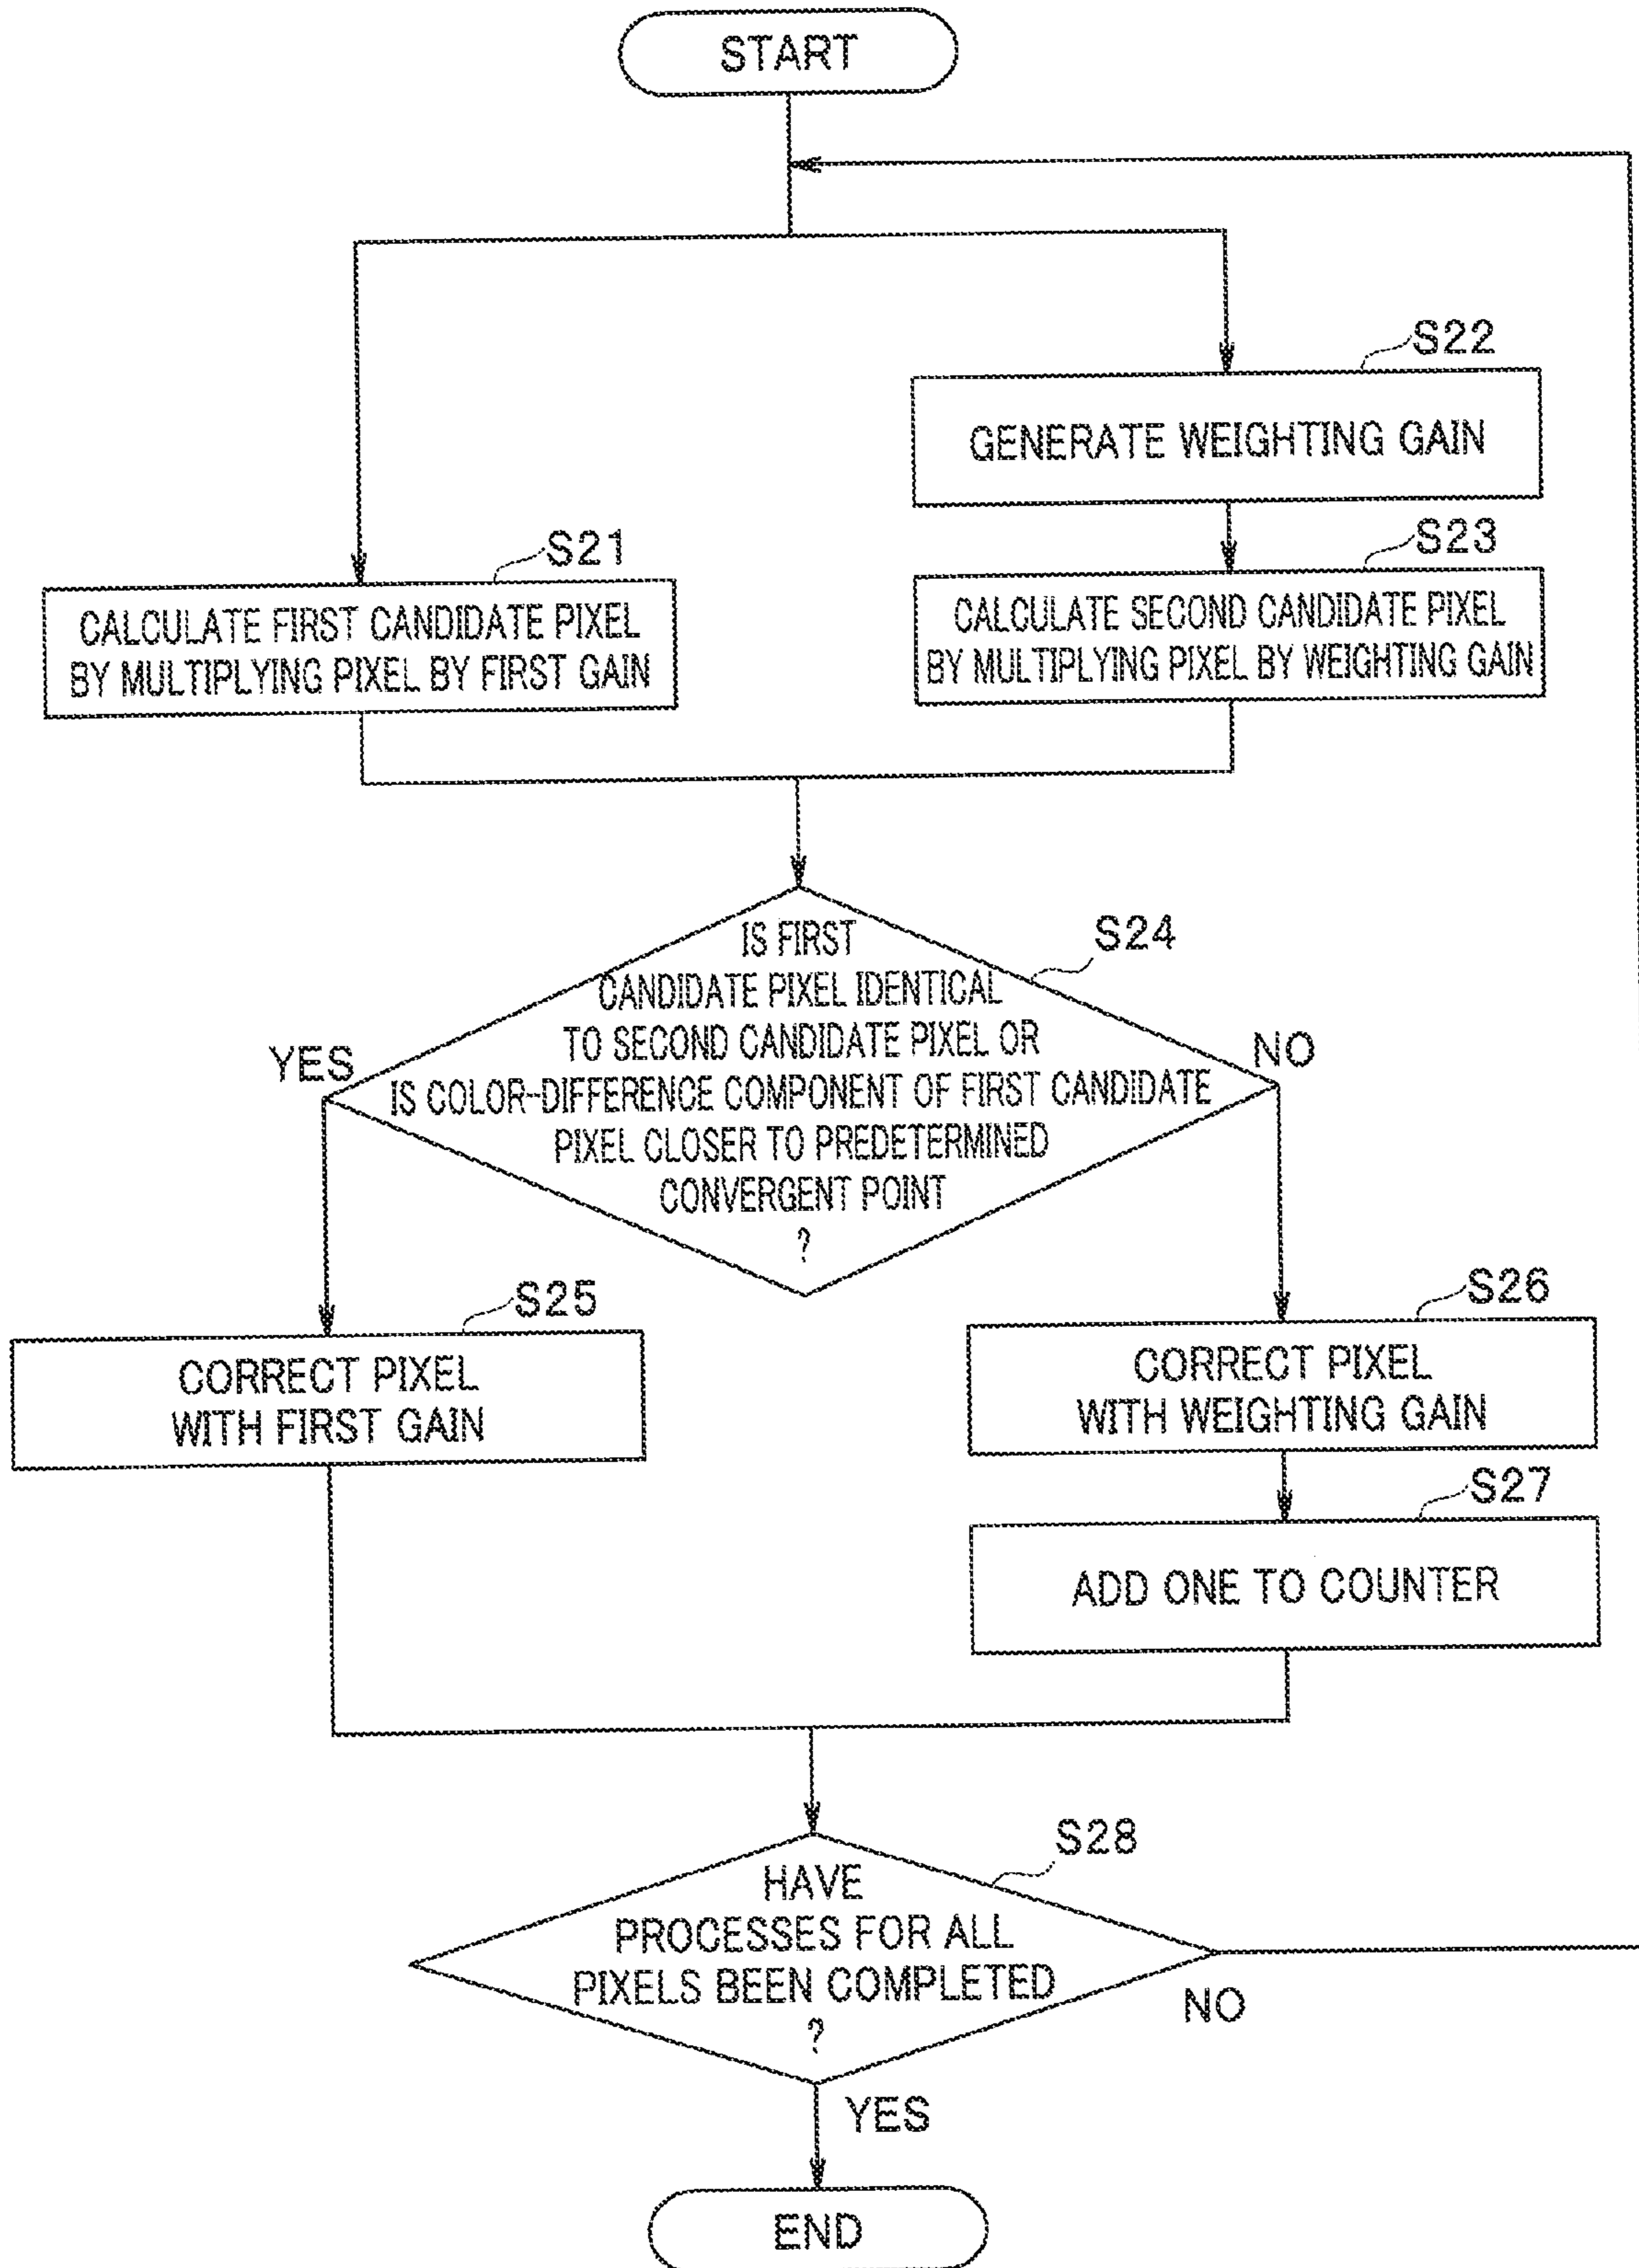 START
S22
GENERATE WEIGHTING GAIN
S21
CALCULATE FIRST CANDIDATE PIXEL
BY MULTIPLYING PIXEL BY FIRST GAIN
S23
CALCULATE SECOND CANDIDATE PIXEL
BY MULTIPLYING PIXEL BY WEIGHTING GAIN
S24
IS FIRST
CANDIDATE PIXEL IDENTICAL
TO SECOND CANDIDATE PIXEL OR
IS COLOR-DIFFERENCE COMPONENT OF FIRST CANDIDATE
PIXEL CLOSER TO PREDETERMINED
CONVERGENT POINT
?
YES
NO
S25
CORRECT PIXEL
WITH FIRST GAIN
S26
CORRECT PIXEL
WITH WEIGHTING GAIN
S27
ADD ONE TO COUNTER
S28
HAVE
PROCESSES FOR ALL
PIXELS BEEN COMPLETED
?
NO
YES
END